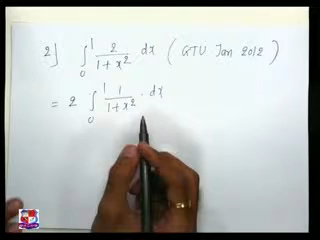 2] ∫₀¹ 2/(1+x²) dx (GTU Jan 2012)
= 2 ∫₀¹ 1/(1+x²) · dx